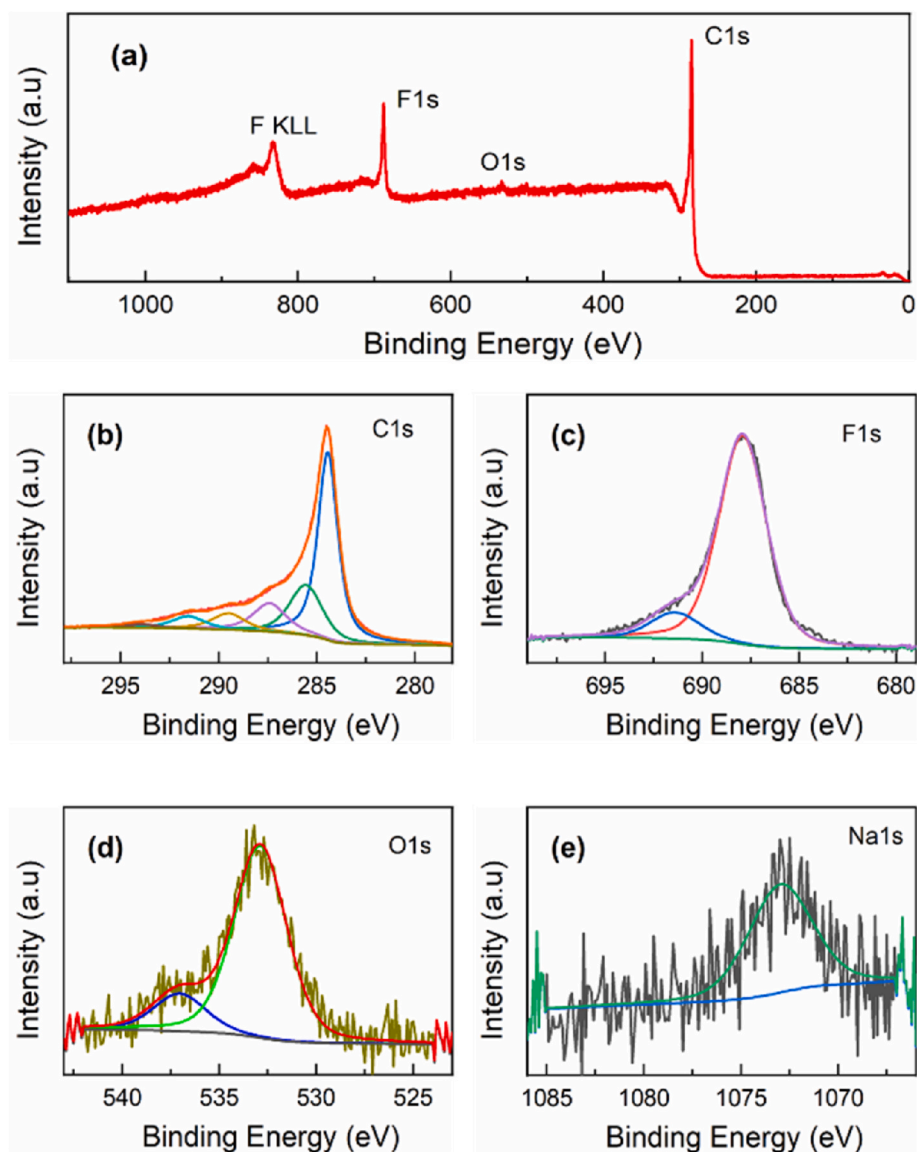 (a)
C1s
F1s
F KLL
O1s
Intensity (a.u)
1000 800 600 400 200 0
Binding Energy (eV)
(b) C1s
Intensity (a.u)
295 290 285 280
Binding Energy (eV)
(c) F1s
Intensity (a.u)
695 690 685 680
Binding Energy (eV)
(d) O1s
Intensity (a.u)
540 535 530 525
Binding Energy (eV)
(e) Na1s
Intensity (a.u)
1085 1080 1075 1070
Binding Energy (eV)